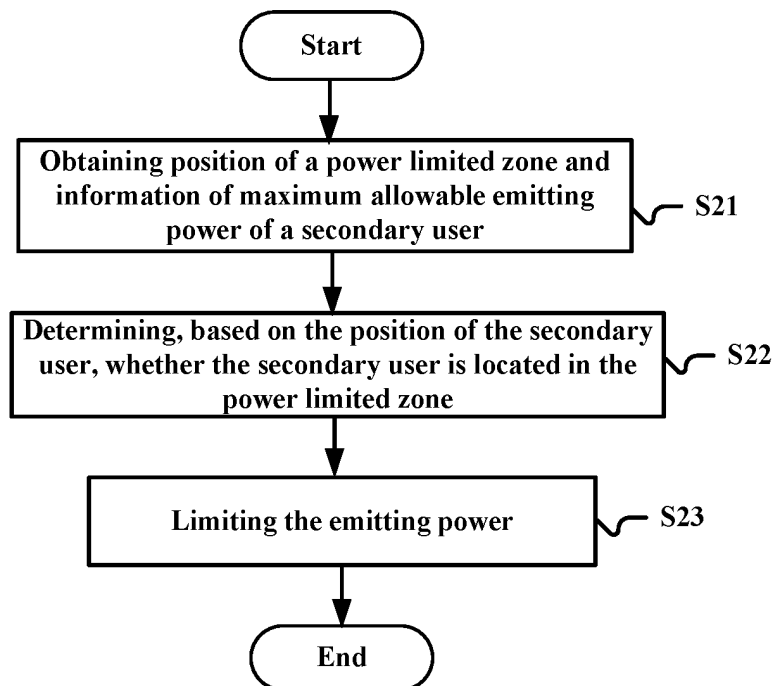 Start
Obtaining position of a power limited zone and
information of maximum allowable emitting
power of a secondary user
S21
Determining, based on the position of the secondary
user, whether the secondary user is located in the
power limited zone
S22
Limiting the emitting power
S23
End